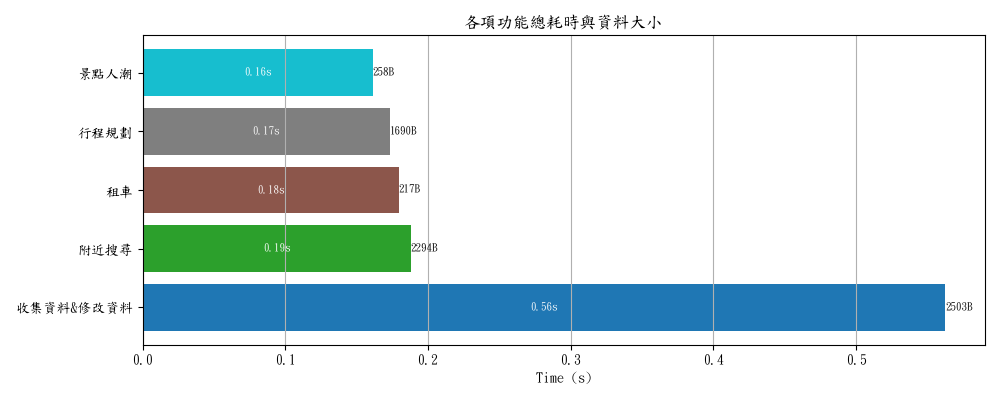 各項功能總耗時與資料大小
景點人潮
0.16s
258B
行程規劃
0.17s
1690B
租車
0.18s
217B
附近搜尋
0.19s
2294B
收集資料&修改資料
0.56s
2503B
0.0
0.1
0.2
0.3
0.4
0.5
Time (s)